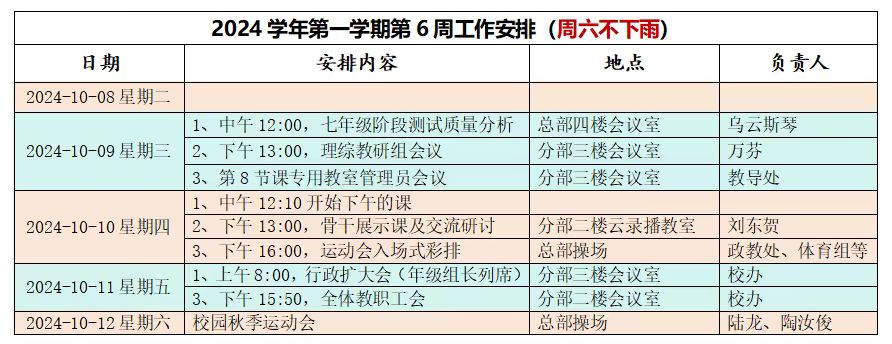 2024 学年第一学期第 6 周工作安排（周六不下雨）
日期 安排内容 地点 负责人
2024-10-08 星期二
2024-10-09 星期三 1、中午 12:00，七年级阶段测试质量分析 总部四楼会议室 乌云斯琴
2、下午 13:00，理综教研组会议 分部三楼会议室 万芬
3、第 8 节课专用教室管理员会议 分部三楼会议室 教导处
2024-10-10 星期四 1、中午 12:10 开始下午的课
2、下午 13:00，骨干展示课及交流研讨 分部二楼云录播教室 刘东贺
3、下午 16:00，运动会入场式彩排 总部操场 政教处、体育组等
2024-10-11 星期五 1、上午 8:00，行政扩大会（年级组长列席） 分部三楼会议室 校办
3、下午 15:50，全体教职工会 分部二楼会议室 校办
2024-10-12 星期六 校园秋季运动会 总部操场 陆龙、陶汝俊